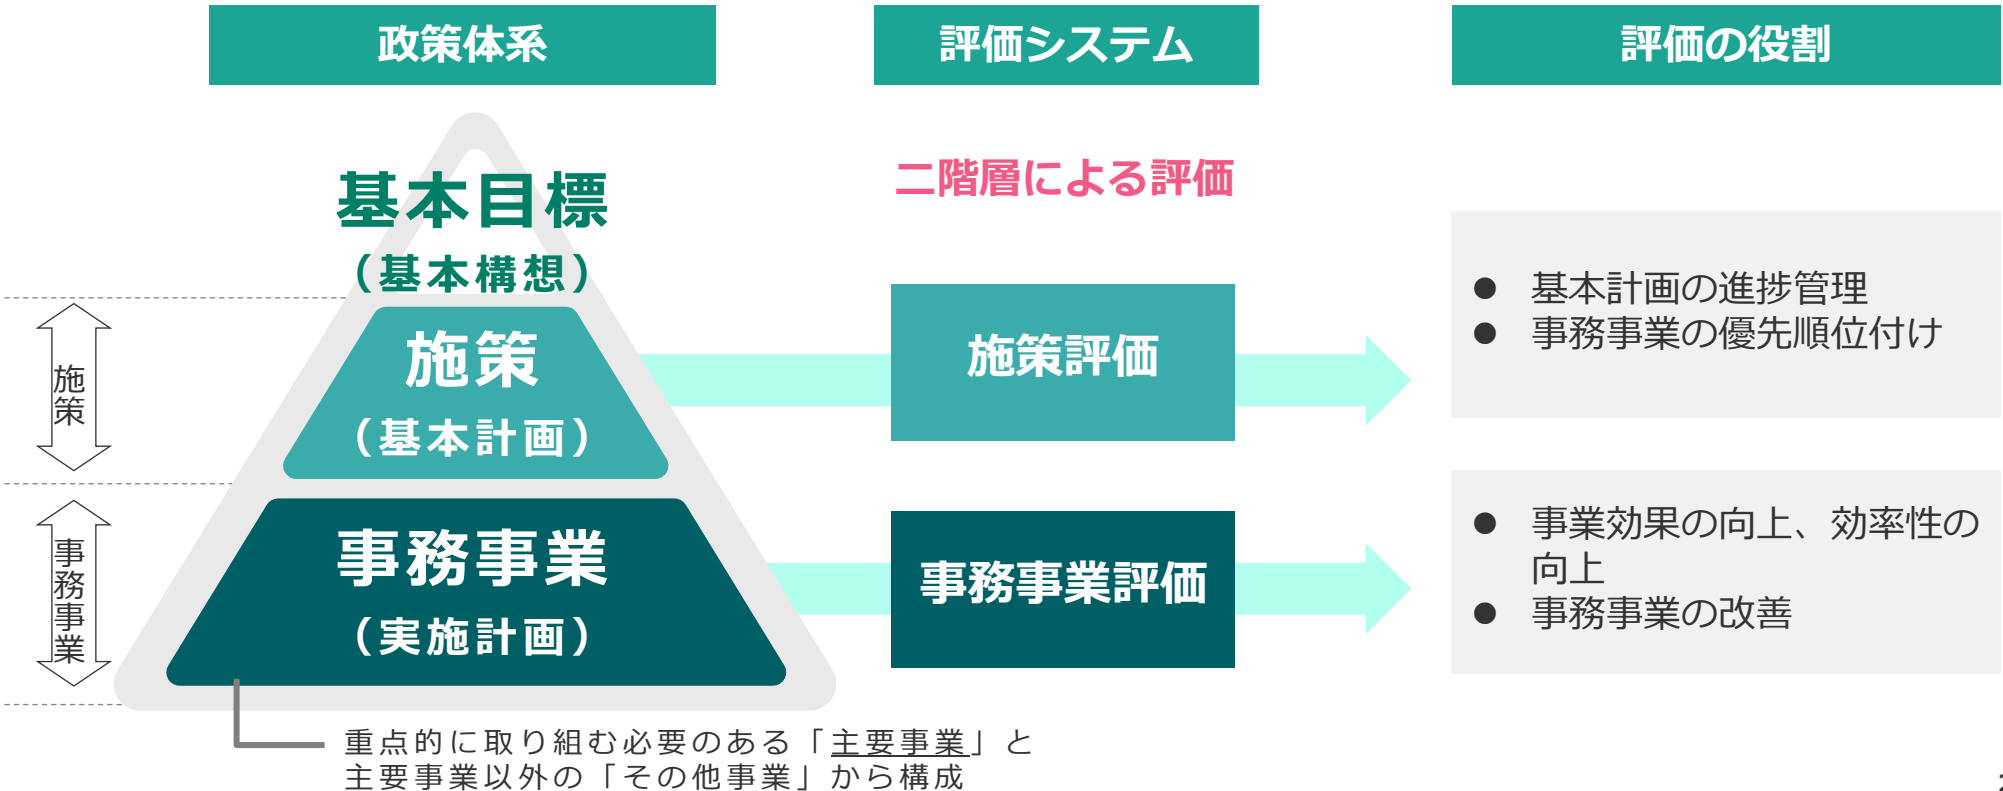 政策体系
評価システム
評価の役割
基本目標
（基本構想）
二階層による評価
施策
施策
（基本計画）
施策評価
● 基本計画の進捗管理
● 事務事業の優先順位付け
事務事業
事務事業
（実施計画）
事務事業評価
● 事業効果の向上、効率性の
向上
● 事務事業の改善
重点的に取り組む必要のある「主要事業」と
主要事業以外の「その他事業」から構成